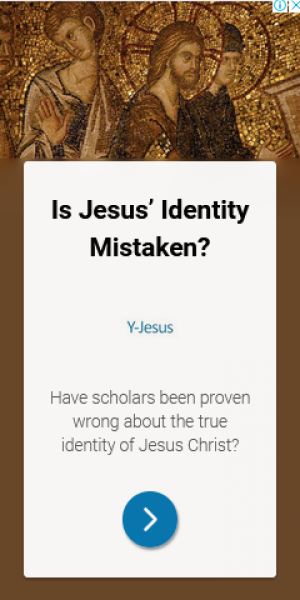 Is Jesus’ Identity
Mistaken?
Y-Jesus
Have scholars been proven
wrong about the true
identity of Jesus Christ?